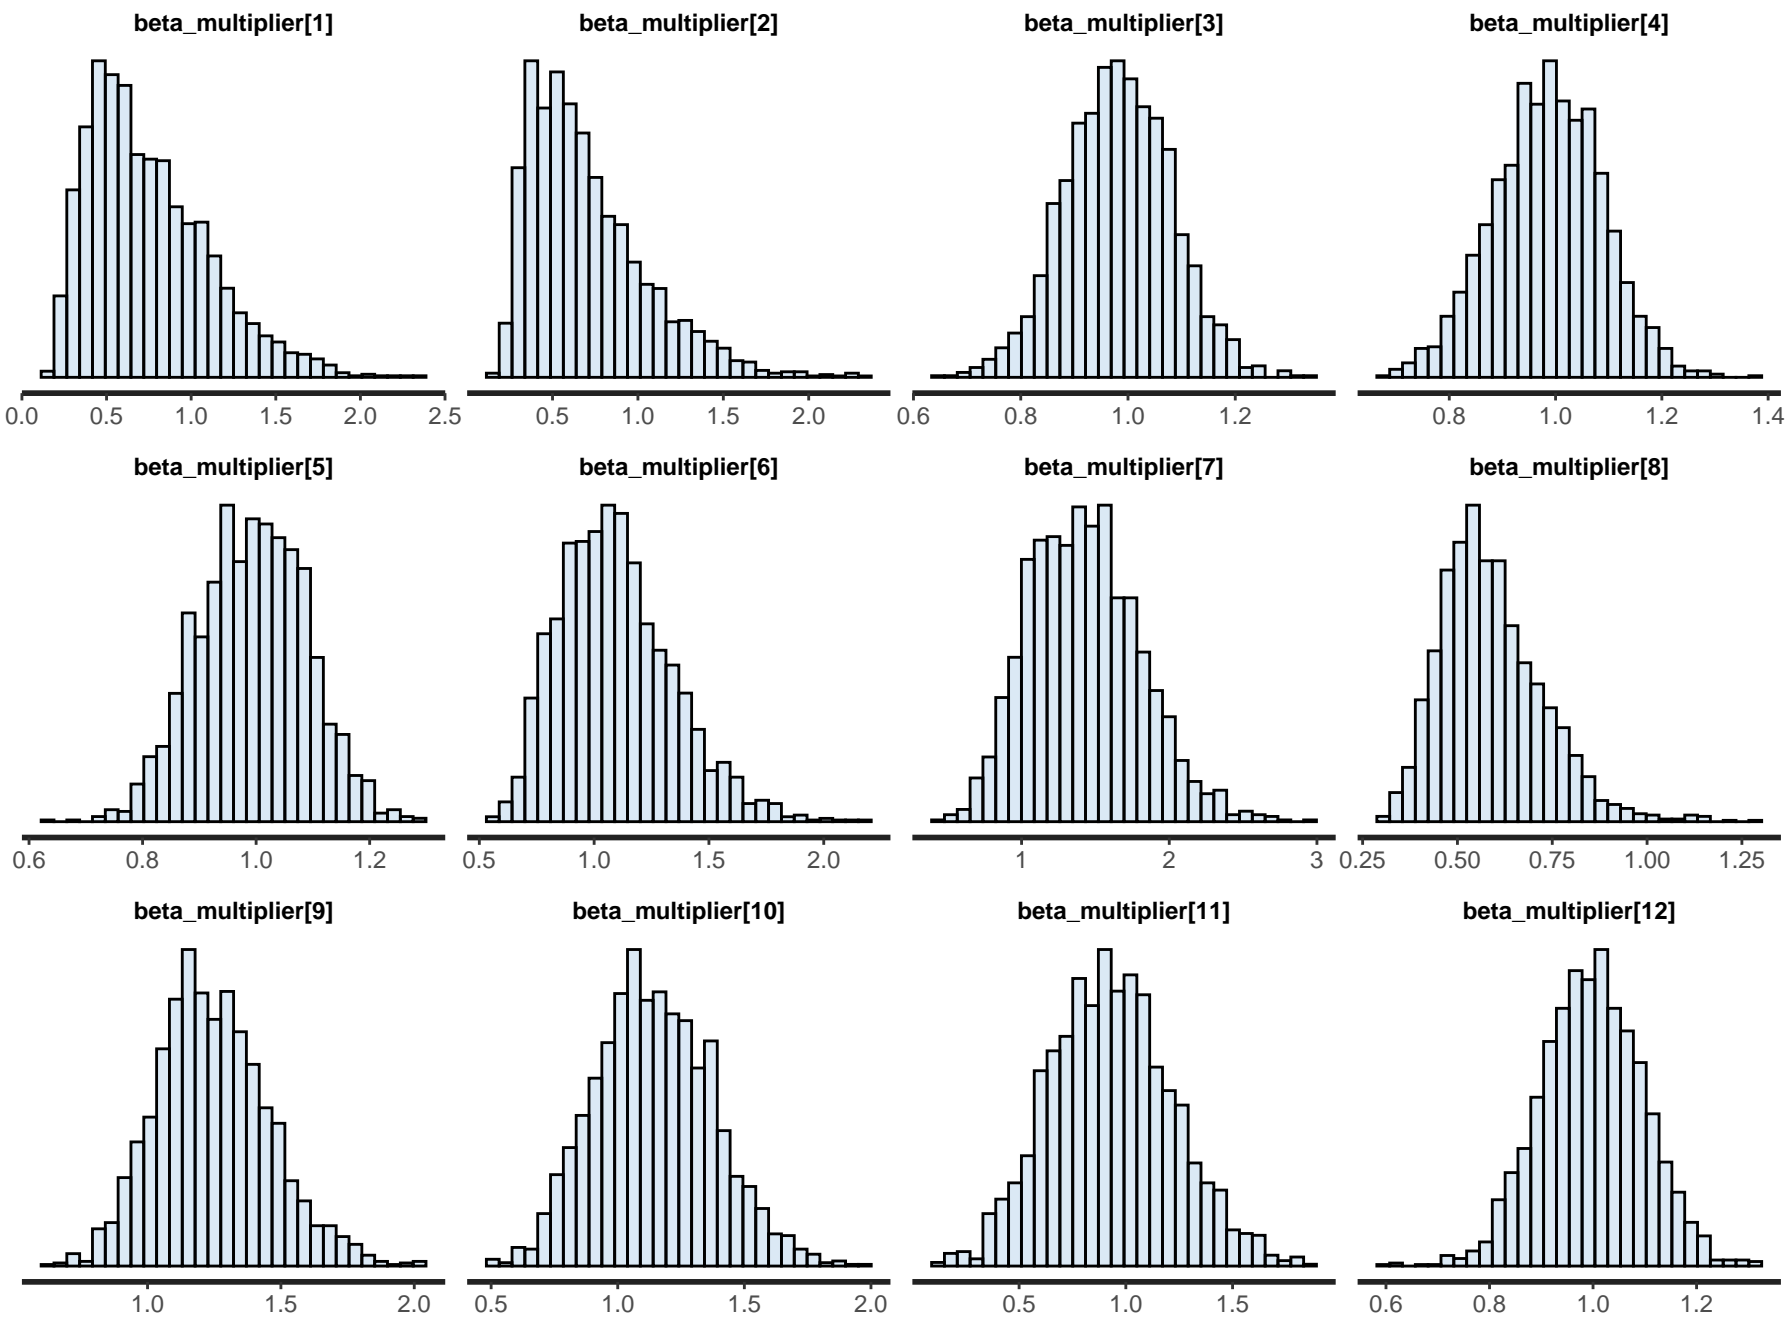 beta_multiplier[1] beta_multiplier[2] beta_multiplier[3] beta_multiplier[4]
0.0 0.5 1.0 1.5 2.0 2.5 0.5 1.0 1.5 2.0 0.6 0.8 1.0 1.2 0.8 1.0 1.2 1.4
beta_multiplier[5] beta_multiplier[6] beta_multiplier[7] beta_multiplier[8]
0.6 0.8 1.0 1.2 0.5 1.0 1.5 2.0 1 2 3 0.25 0.50 0.75 1.00 1.25
beta_multiplier[9] beta_multiplier[10] beta_multiplier[11] beta_multiplier[12]
1.0 1.5 2.0 0.5 1.0 1.5 2.0 0.5 1.0 1.5 0.6 0.8 1.0 1.2